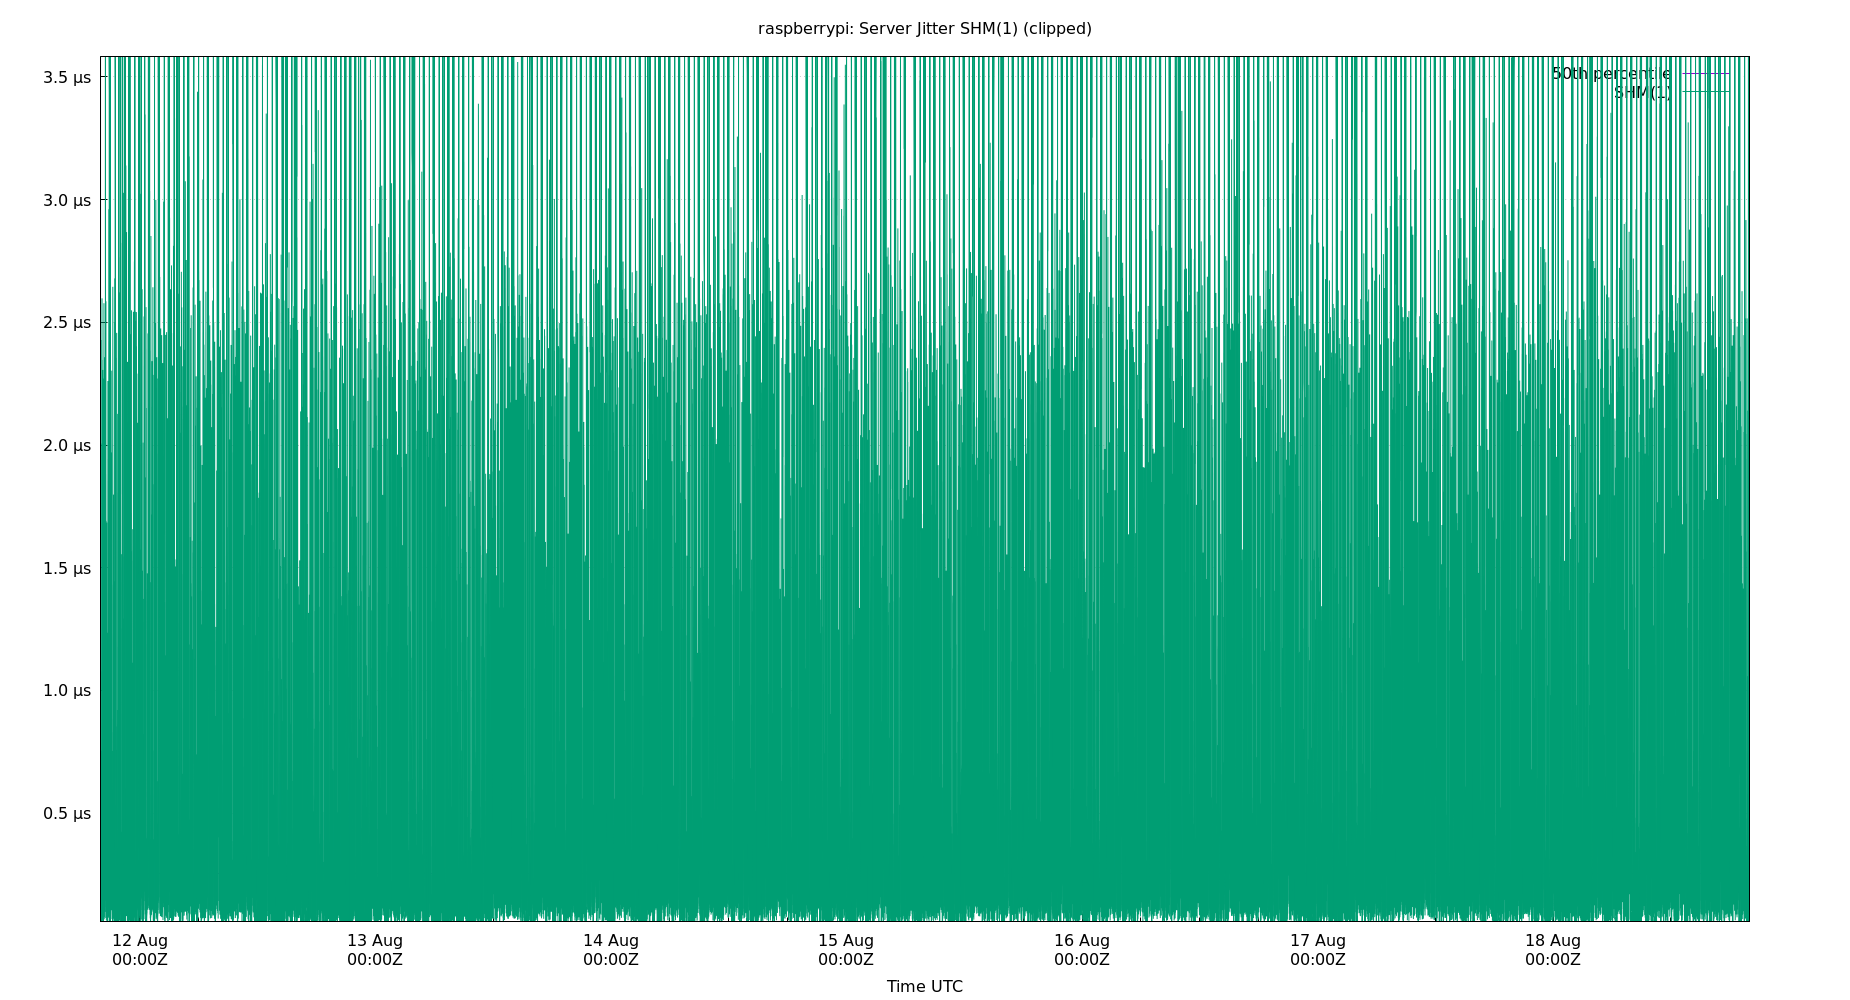 raspberrypi: Server Jitter SHM(1) (clipped)
3.5 µs
3.0 µs
2.5 µs
2.0 µs
1.5 µs
1.0 µs
0.5 µs
50th percentile
SHM(1)
12 Aug
00:00Z
13 Aug
00:00Z
14 Aug
00:00Z
15 Aug
00:00Z
16 Aug
00:00Z
17 Aug
00:00Z
18 Aug
00:00Z
Time UTC